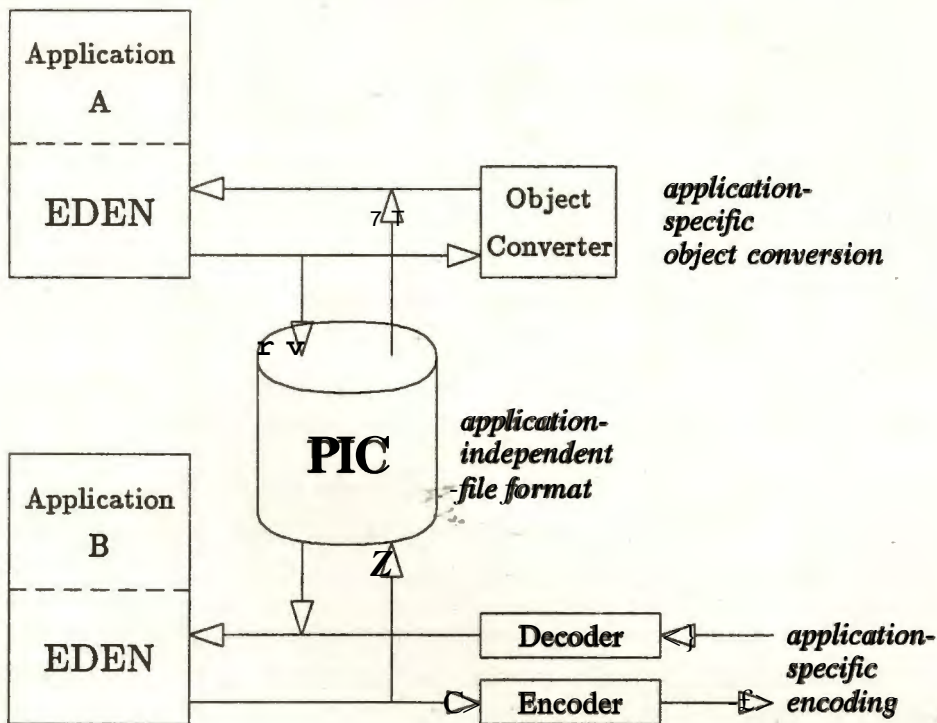 Application
A
EDEN
Object
Converter
application-
specific
object conversion
PIC
application-
independent
file format
Application
B
EDEN
Decoder
Encoder
application-
specific
encoding